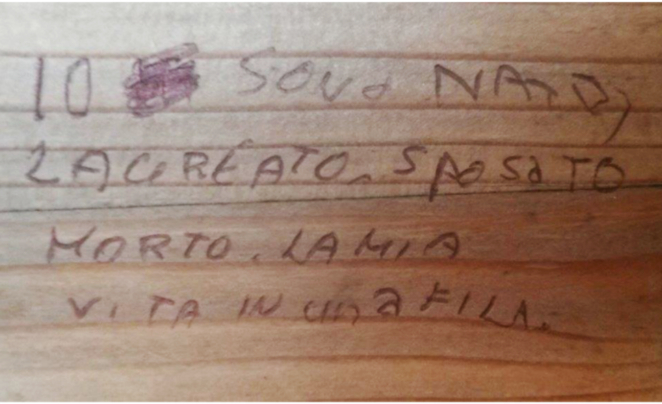 IO SONO NATO,
LAUREATO. SPOSATO
MORTO. LA MIA
VITA IN UNA FILA.